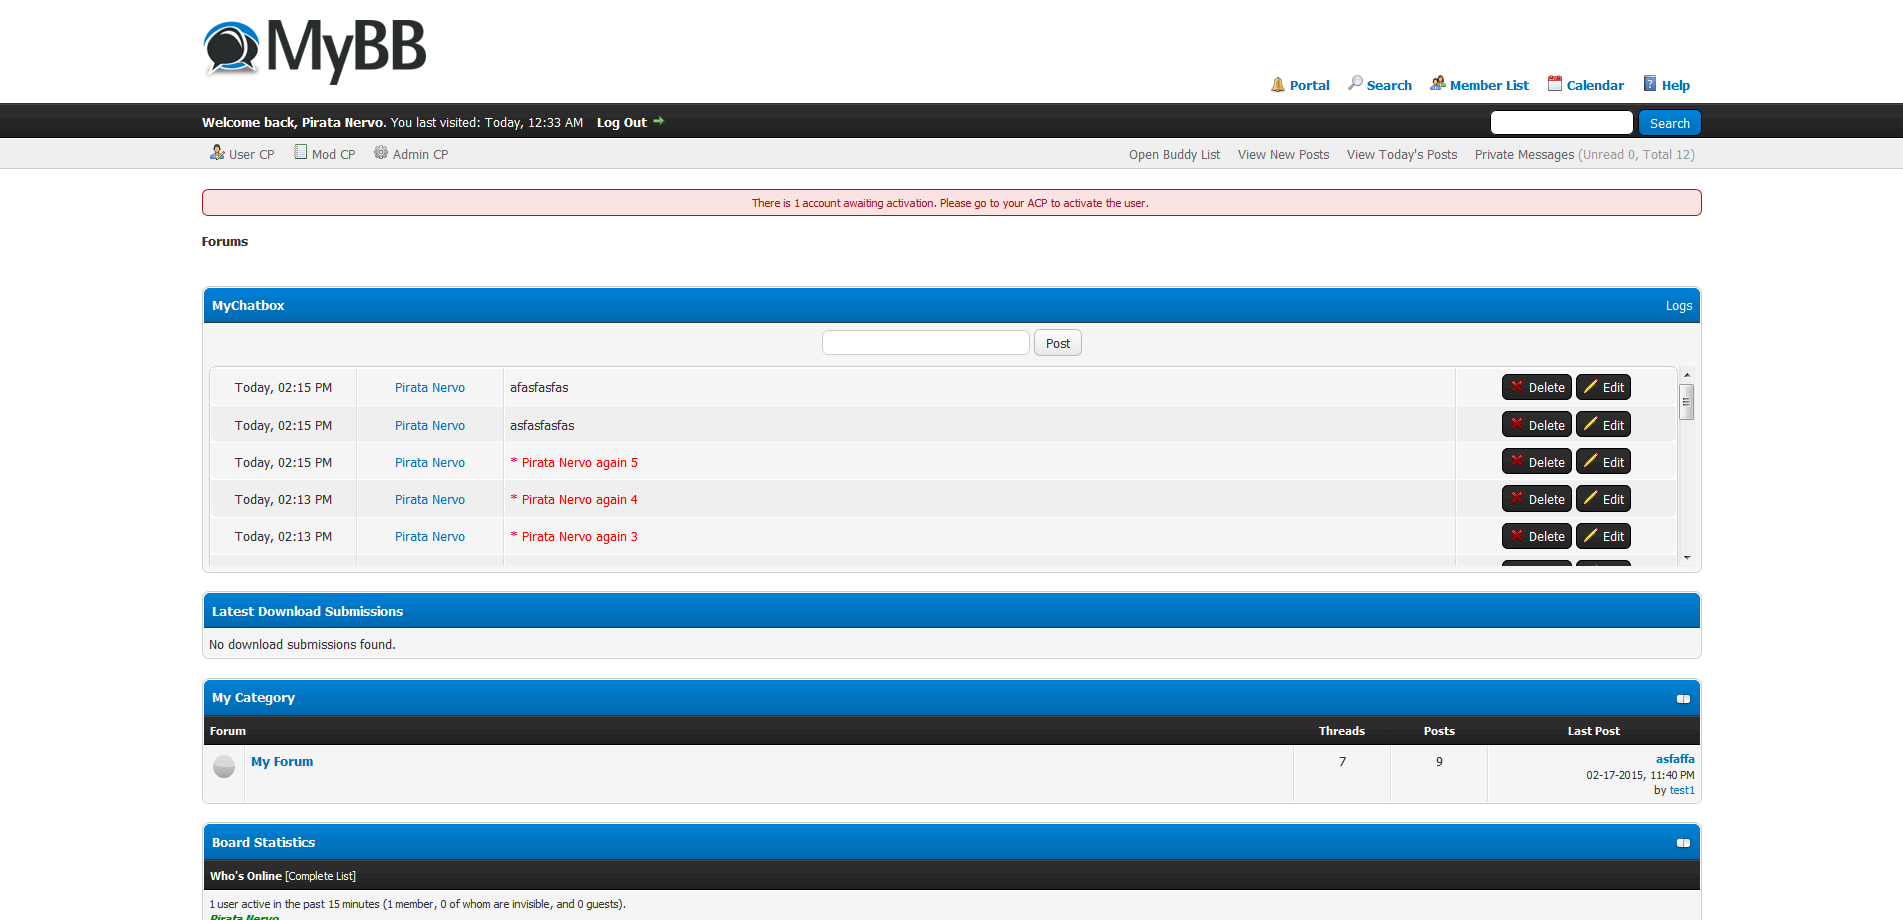 MyBB
Portal Search Member List Calendar Help
Welcome back, Pirata Nervo. You last visited: Today, 12:33 AM Log Out
Search
User CP Mod CP Admin CP
Open Buddy List View New Posts View Today's Posts Private Messages (Unread 0, Total 12)
There is 1 account awaiting activation. Please go to your ACP to activate the user.
Forums
MyChatbox Logs
Post
Today, 02:15 PM Pirata Nervo afasfasfas Delete Edit
Today, 02:15 PM Pirata Nervo asfasfasfas Delete Edit
Today, 02:15 PM Pirata Nervo * Pirata Nervo again 5 Delete Edit
Today, 02:13 PM Pirata Nervo * Pirata Nervo again 4 Delete Edit
Today, 02:13 PM Pirata Nervo * Pirata Nervo again 3 Delete Edit
Latest Download Submissions
No download submissions found.
My Category
Forum Threads Posts Last Post
My Forum 7 9 asfaffa
02-17-2015, 11:40 PM
by test1
Board Statistics
Who's Online [Complete List]
1 user active in the past 15 minutes (1 member, 0 of whom are invisible, and 0 guests).
Pirata Nervo